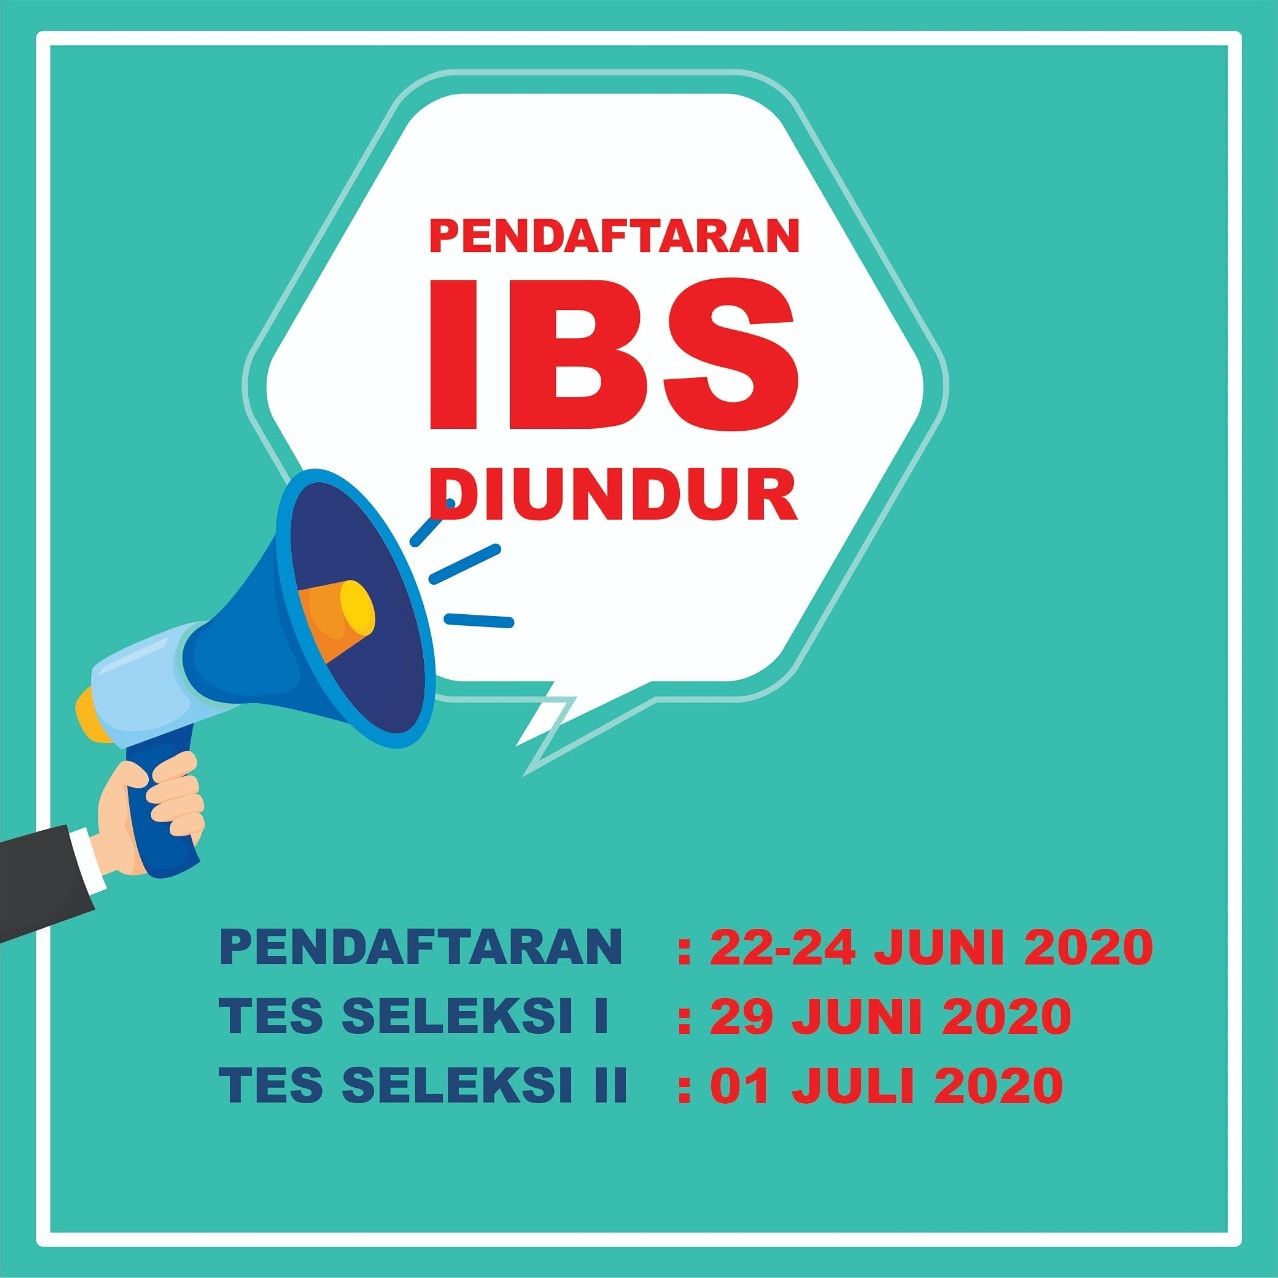 PENDAFTARAN
IBS
DIUNDUR
PENDAFTARAN : 22-24 JUNI 2020
TES SELEKSI I : 29 JUNI 2020
TES SELEKSI II : 01 JULI 2020